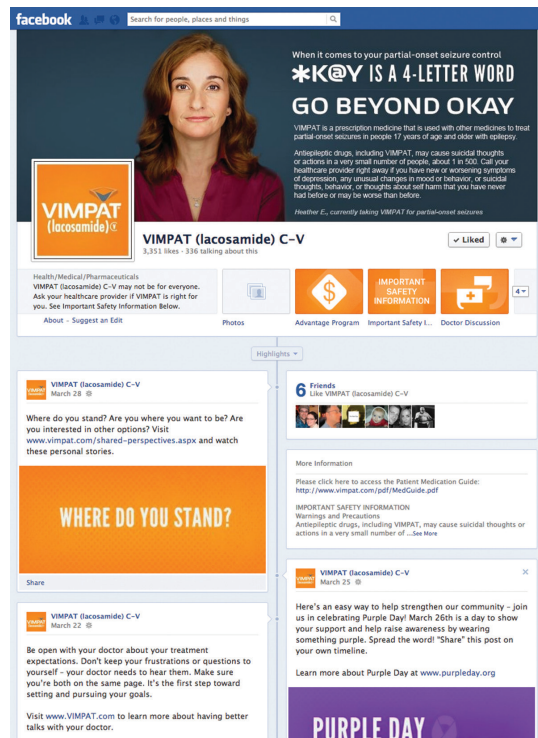 facebook
Search for people, places and things
When it comes to your partial-onset seizure control
*K@Y IS A 4-LETTER WORD
GO BEYOND OKAY
VIMPAT is a prescription medicine that is used with other medicines to treat
partial-onset seizures in people 17 years of age and older with epilepsy.
Antiepileptic drugs, including VIMPAT, may cause suicidal thoughts
or actions in a very small number of people, about 1 in 500. Call your
healthcare provider right away if you have new or worsening symptoms
of depression, any unusual changes in mood or behavior, or suicidal
thoughts, behavior, or thoughts about self harm that you have never
had before or may be worse than before.
Heather E., currently taking VIMPAT for partial-onset seizures
VIMPAT
(lacosamide)
VIMPAT (lacosamide) C-V
3,351 likes · 336 talking about this
Liked
Health/Medical/Pharmaceuticals
VIMPAT (lacosamide) C-V may not be for everyone.
Ask your healthcare provider if VIMPAT is right for
you. See Important Safety Information Below.
About - Suggest an Edit
Photos
$
Advantage Program
IMPORTANT
SAFETY
INFORMATION
Important Safety I...
Doctor Discussion
4
Highlights
VIMPAT (lacosamide) C-V
March 28
Where do you stand? Are you where you want to be? Are
you interested in other options? Visit
www.vimpat.com/shared-perspectives.aspx and watch
these personal stories.
WHERE DO YOU STAND?
Share
VIMPAT (lacosamide) C-V
March 22
Be open with your doctor about your treatment
expectations. Don't keep your frustrations or questions to
yourself – your doctor needs to hear them. Make sure
you're both on the same page. It's the first step toward
setting and pursuing your goals.
Visit www.VIMPAT.com to learn more about having better
talks with your doctor.
6 Friends
Like VIMPAT (lacosamide) C-V
More Information
Please click here to access the Patient Medication Guide:
http://www.vimpat.com/pdf/MedGuide.pdf
IMPORTANT SAFETY INFORMATION
Warnings and Precautions
Antiepileptic drugs, including VIMPAT, may cause suicidal thoughts or
actions in a very small number of ...See More
VIMPAT (lacosamide) C-V
March 25
Here's an easy way to help strengthen our community – join
us in celebrating Purple Day! March 26th is a day to show
your support and help raise awareness by wearing
something purple. Spread the word! "Share" this post on
your own timeline.
Learn more about Purple Day at www.purpleday.org
PURPLE DAY